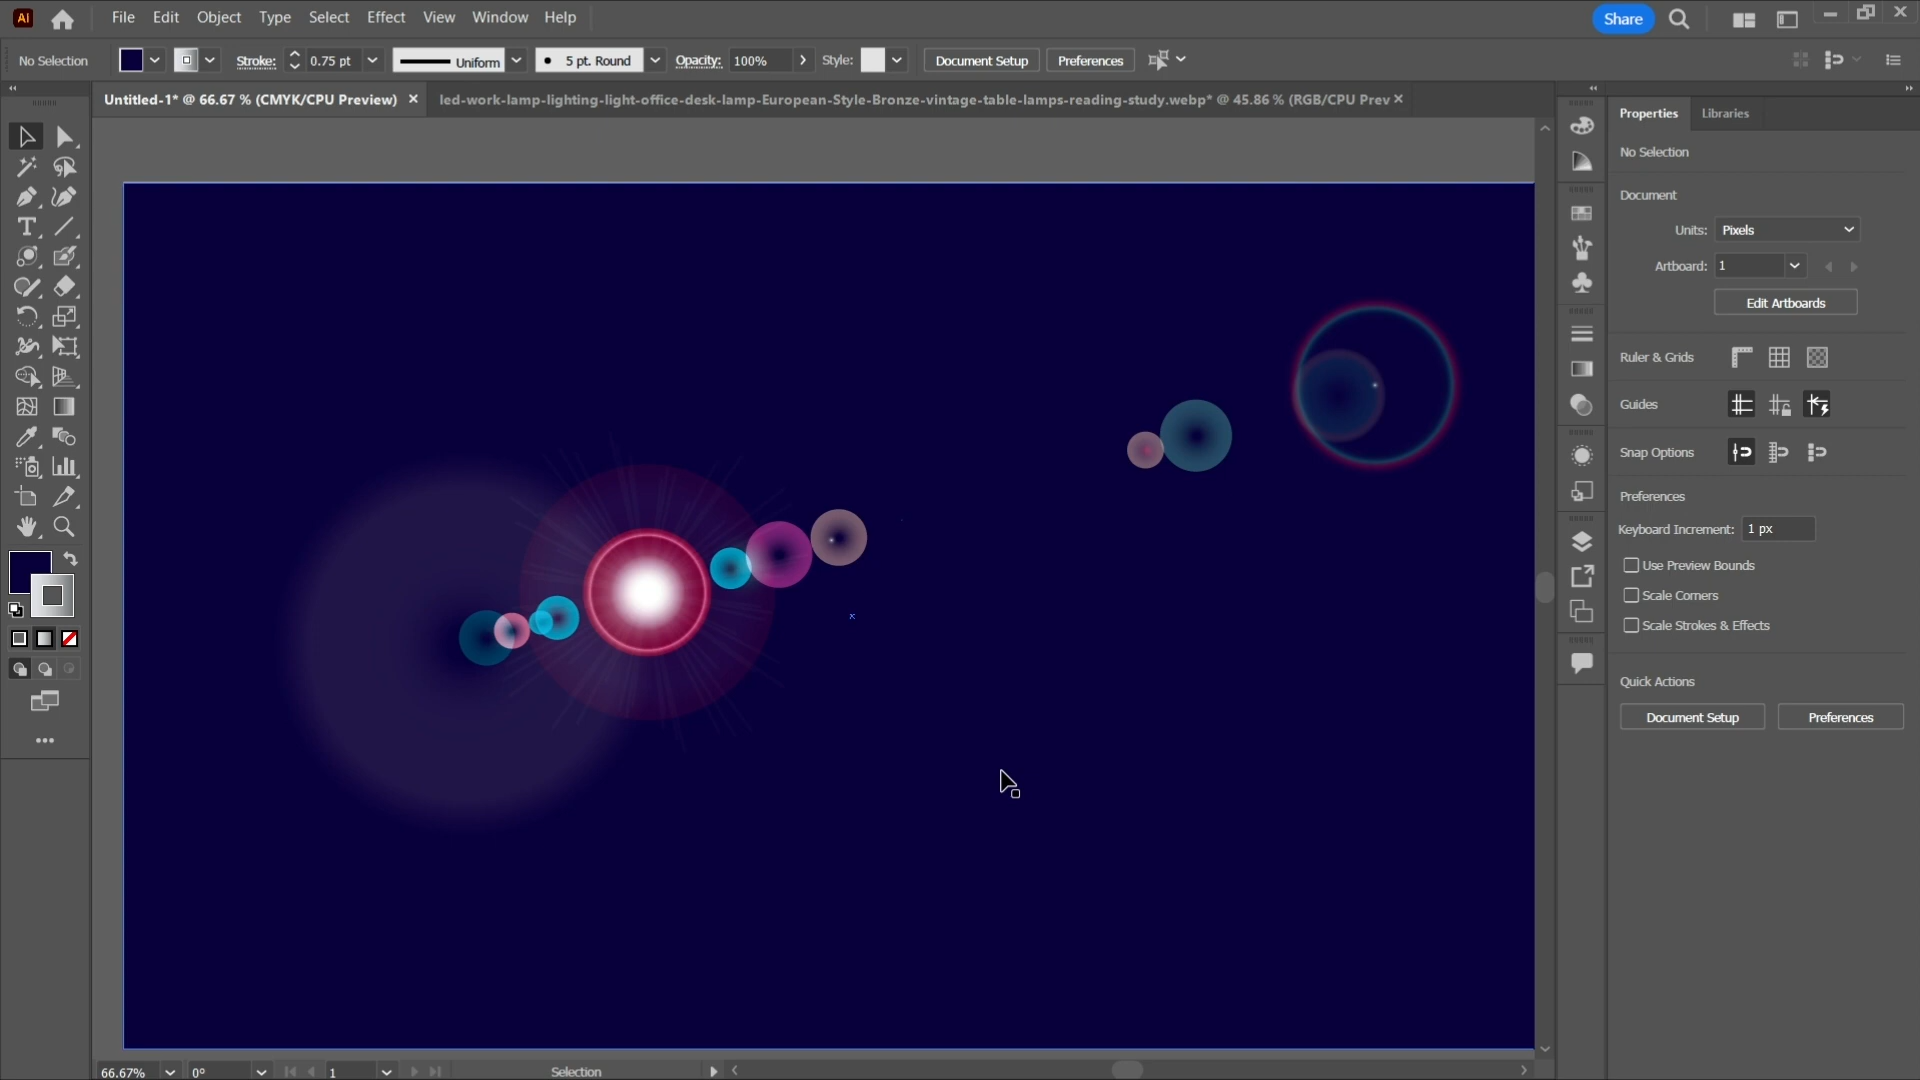 Ai File Edit Object Type Select Effect View Window Help Share
No Selection Stroke: 0.75 pt Uniform 5 pt. Round Opacity: 100% Style: Document Setup Preferences
Untitled-1* @ 66.67 % (CMYK/CPU Preview) led-work-lamp-lighting-light-office-desk-lamp-European-Style-Bronze-vintage-table-lamps-reading-study.webp* @ 45.86 % (RGB/CPU Prev
Properties Libraries
No Selection
Document
Units: Pixels
Artboard: 1
Edit Artboards
Ruler & Grids
Guides
Snap Options
Preferences
Keyboard Increment: 1 px
Use Preview Bounds
Scale Corners
Scale Strokes & Effects
Quick Actions
Document Setup Preferences
66.67% 0° 1 Selection